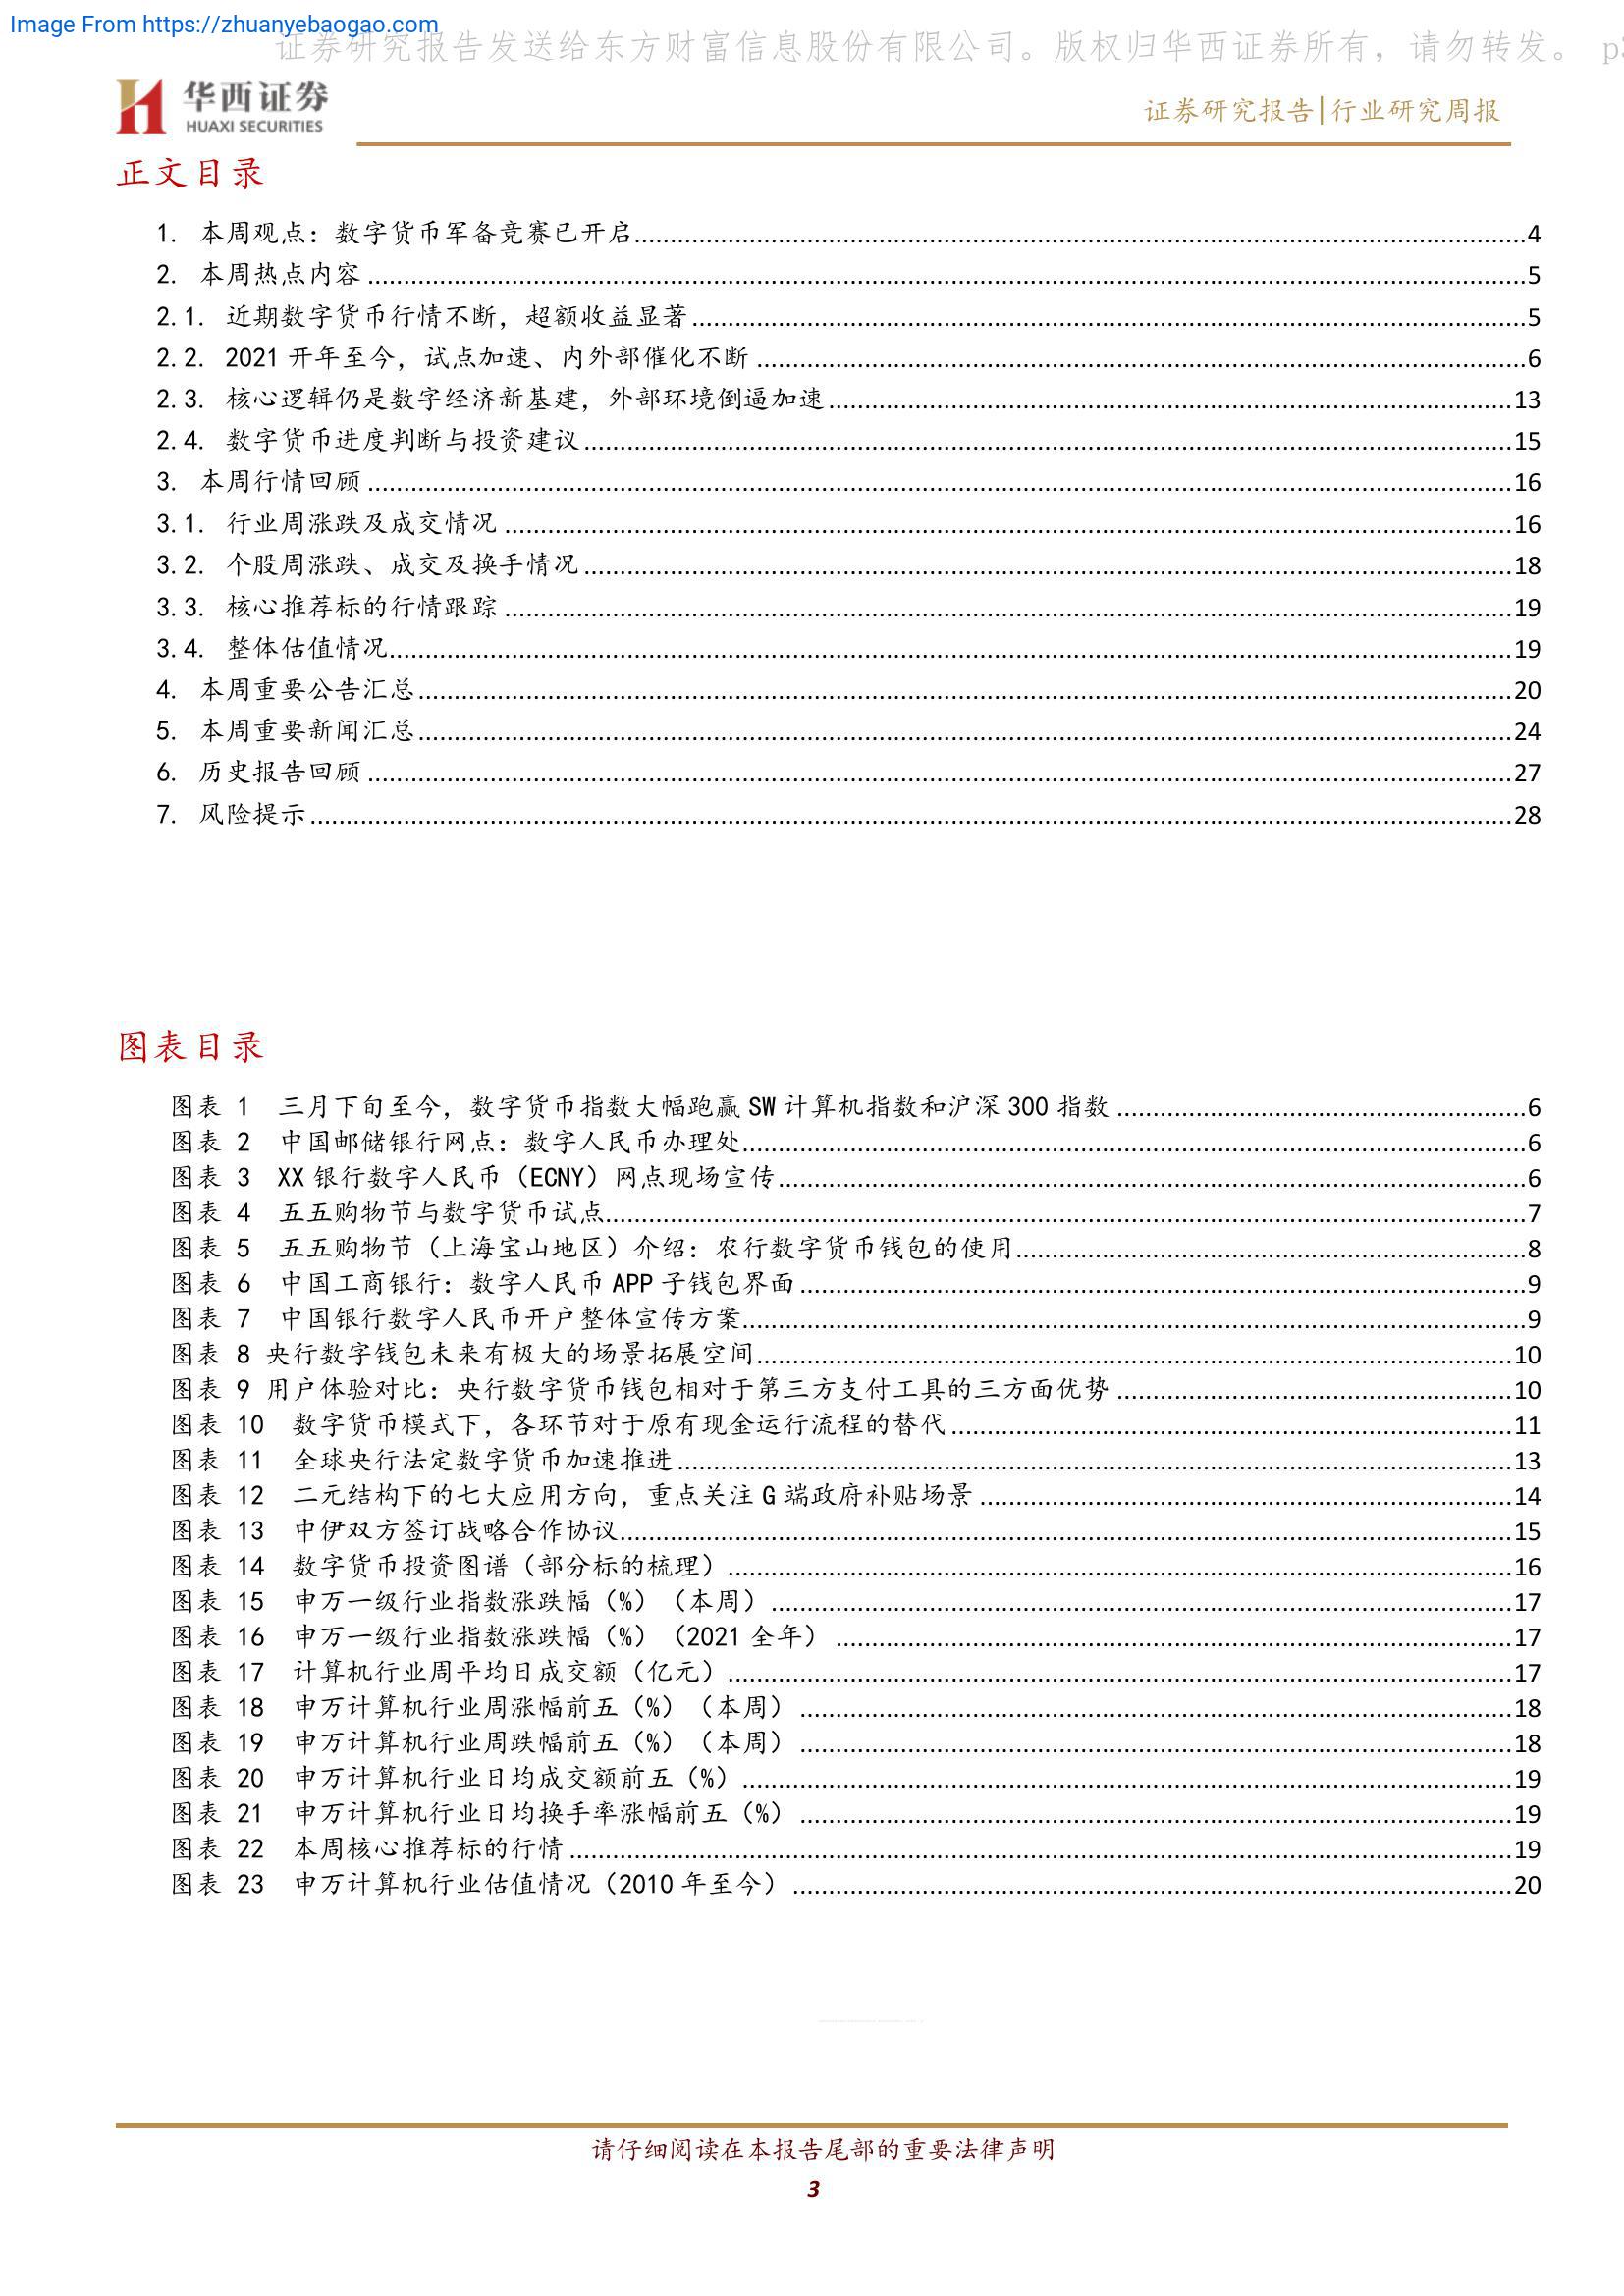 Image From https://zhuanyebaogao.com
证券研究报告发送给东方财富信息股份有限公司。版权归华西证券所有，请勿转发。 p
华西证券
HUAXI SECURITIES
证券研究报告|行业研究周报
正文目录
1. 本周观点：数字货币军备竞赛已开启 4
2. 本周热点内容 5
2.1. 近期数字货币行情不断，超额收益显著 5
2.2. 2021 开年至今，试点加速、内外部催化不断 6
2.3. 核心逻辑仍是数字经济新基建，外部环境倒逼加速 13
2.4. 数字货币进度判断与投资建议 15
3. 本周行情回顾 16
3.1. 行业周涨跌及成交情况 16
3.2. 个股周涨跌、成交及换手情况 18
3.3. 核心推荐标的行情跟踪 19
3.4. 整体估值情况 19
4. 本周重要公告汇总 20
5. 本周重要新闻汇总 24
6. 历史报告回顾 27
7. 风险提示 28
图表目录
图表 1 三月下旬至今，数字货币指数大幅跑赢 SW 计算机指数和沪深 300 指数 6
图表 2 中国邮储银行网点：数字人民币办理处 6
图表 3 XX 银行数字人民币（ECNY）网点现场宣传 6
图表 4 五五购物节与数字货币试点 7
图表 5 五五购物节（上海宝山地区）介绍：农行数字货币钱包的使用 8
图表 6 中国工商银行：数字人民币 APP 子钱包界面 9
图表 7 中国银行数字人民币开户整体宣传方案 9
图表 8 央行数字钱包未来有极大的场景拓展空间 10
图表 9 用户体验对比：央行数字货币钱包相对于第三方支付工具的三方面优势 10
图表 10 数字货币模式下，各环节对于原有现金运行流程的替代 11
图表 11 全球央行法定数字货币加速推进 13
图表 12 二元结构下的七大应用方向，重点关注 G 端政府补贴场景 14
图表 13 中伊双方签订战略合作协议 15
图表 14 数字货币投资图谱（部分标的梳理） 16
图表 15 申万一级行业指数涨跌幅（%）（本周） 17
图表 16 申万一级行业指数涨跌幅（%）（2021 全年） 17
图表 17 计算机行业周平均日成交额（亿元） 17
图表 18 申万计算机行业周涨幅前五（%）（本周） 18
图表 19 申万计算机行业周跌幅前五（%）（本周） 18
图表 20 申万计算机行业日均成交额前五（%） 19
图表 21 申万计算机行业日均换手率涨幅前五（%） 19
图表 22 本周核心推荐标的行情 19
图表 23 申万计算机行业估值情况（2010 年至今） 20
请仔细阅读在本报告尾部的重要法律声明
3